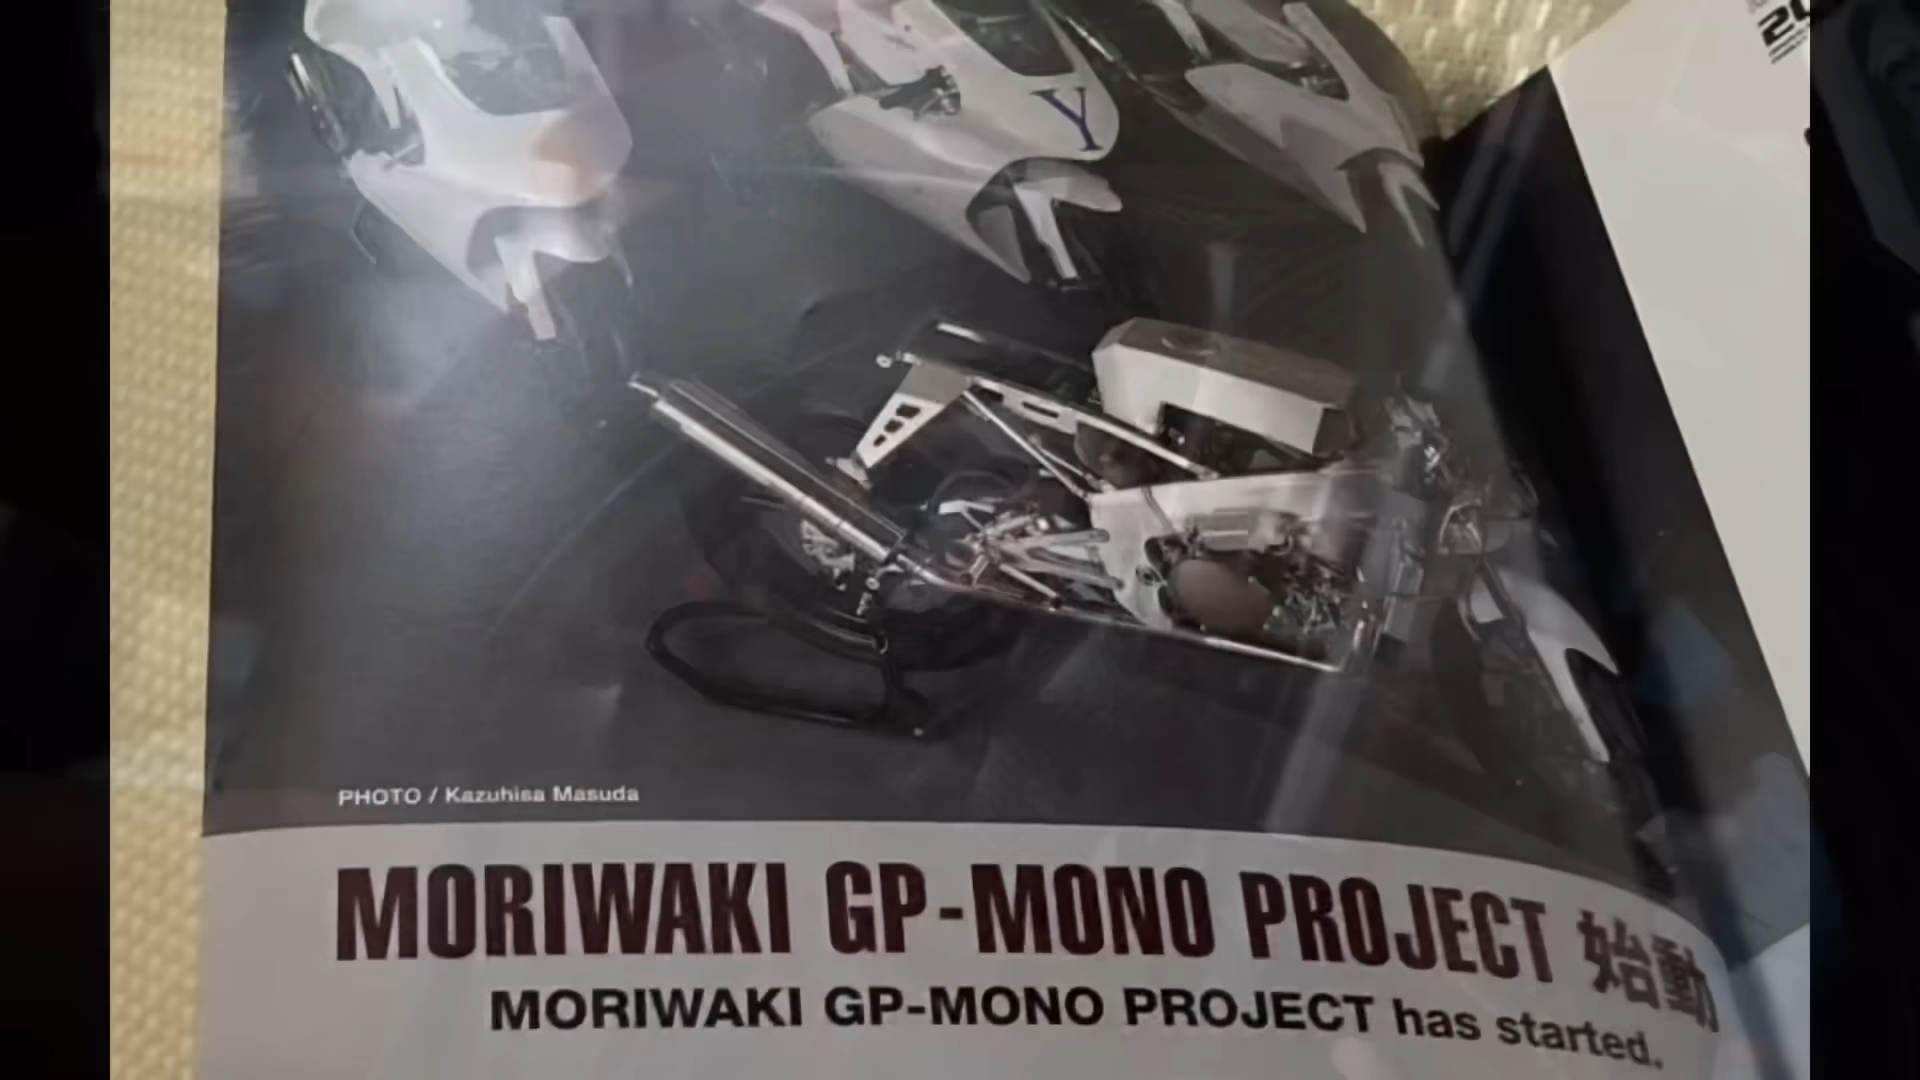 Y
PHOTO / Kazuhisa Masuda
MORIWAKI GP-MONO PROJECT 始動
MORIWAKI GP-MONO PROJECT has started.